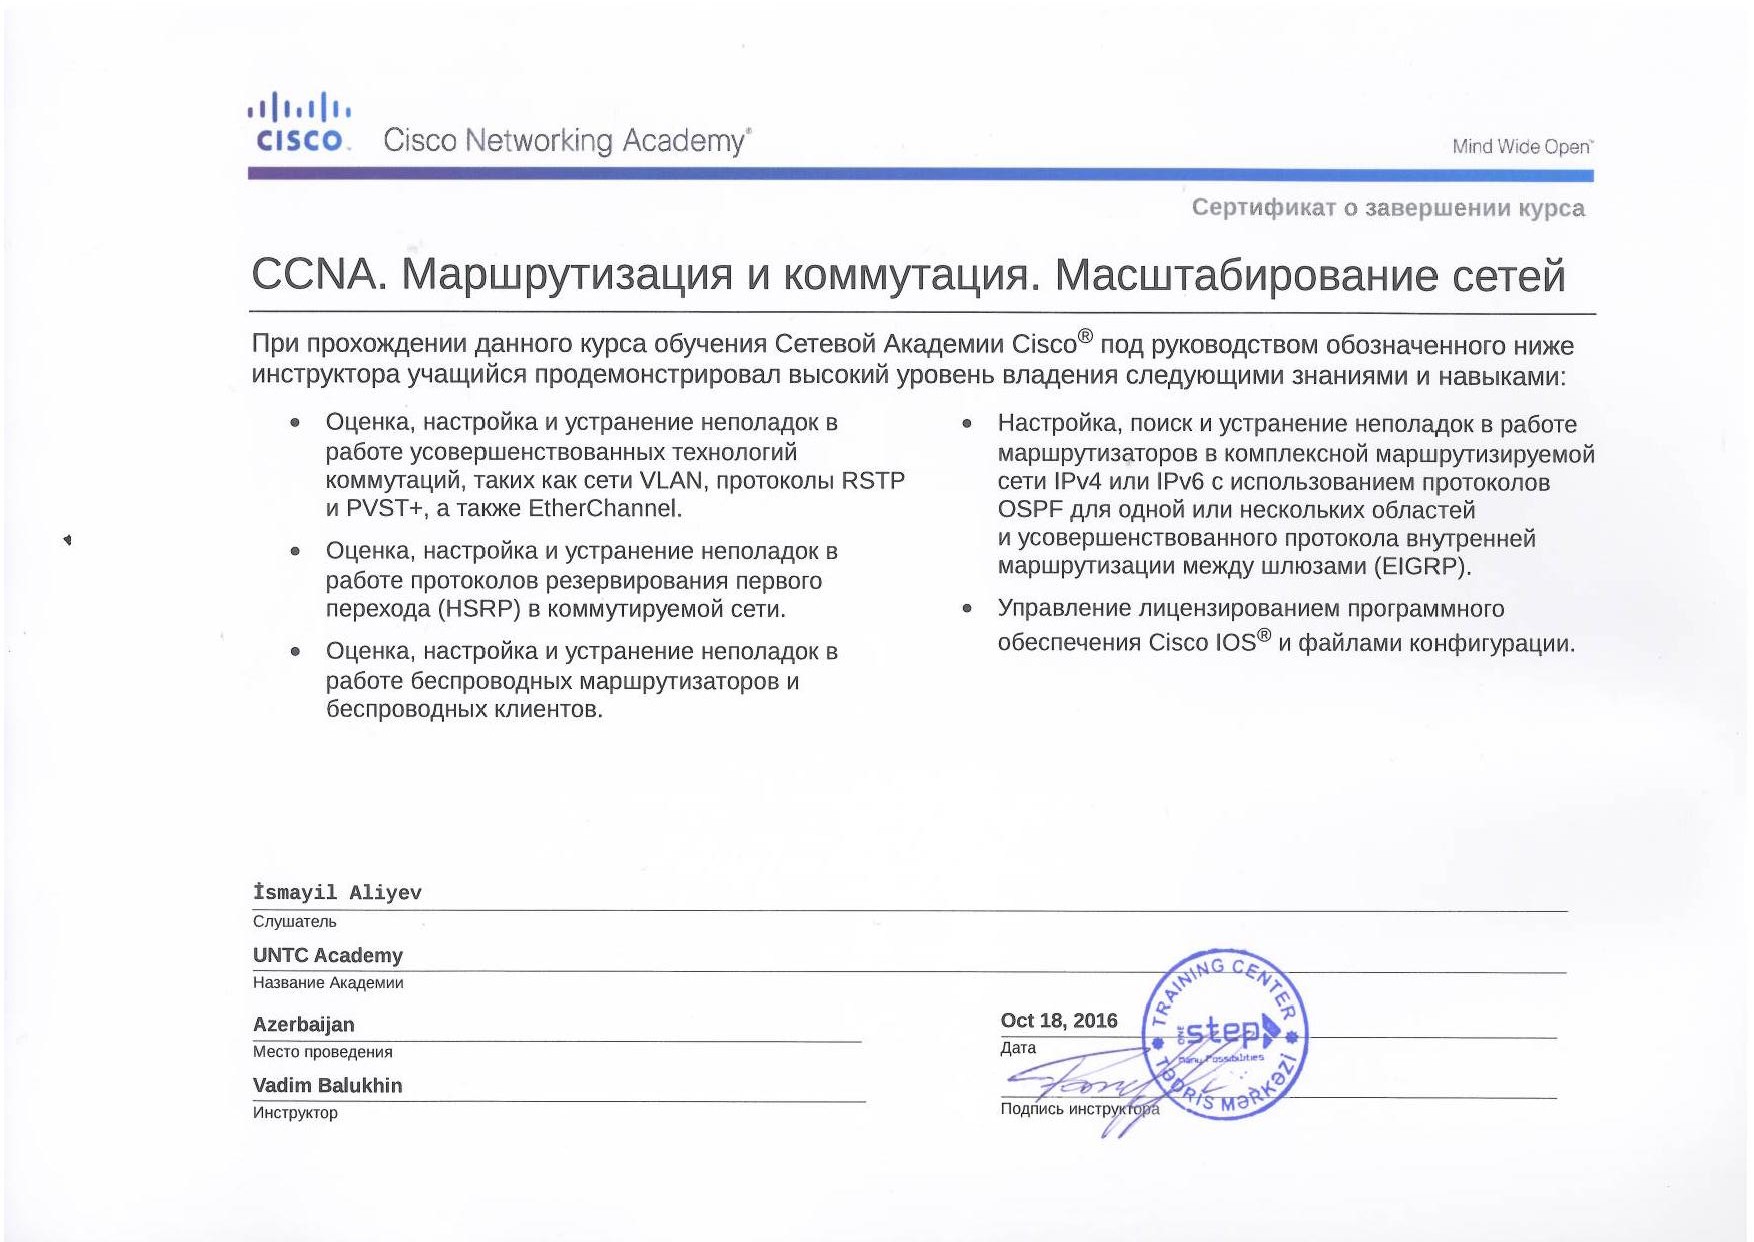 CISCO
Cisco Networking Academy®
Mind Wide Open™
Сертификат о завершении курса
CCNA. Маршрутизация и коммутация. Масштабирование сетей
При прохождении данного курса обучения Сетевой Академии Cisco® под руководством обозначенного ниже
инструктора учащийся продемонстрировал высокий уровень владения следующими знаниями и навыками:
• Оценка, настройка и устранение неполадок в
работе усовершенствованных технологий
коммутаций, таких как сети VLAN, протоколы RSTP
и PVST+, а также EtherChannel.
• Оценка, настройка и устранение неполадок в
работе протоколов резервирования первого
перехода (HSRP) в коммутируемой сети.
• Оценка, настройка и устранение неполадок в
работе беспроводных маршрутизаторов и
беспроводных клиентов.
• Настройка, поиск и устранение неполадок в работе
маршрутизаторов в комплексной маршрутизируемой
сети IPv4 или IPv6 с использованием протоколов
OSPF для одной или нескольких областей
и усовершенствованного протокола внутренней
маршрутизации между шлюзами (EIGRP).
• Управление лицензированием программного
обеспечения Cisco IOS® и файлами конфигурации.
İsmayil Aliyev
Слушатель
UNTC Academy
Название Академии
Azerbaijan
Место проведения
Vadim Balukhin
Инструктор
Oct 18, 2016
Дата
Подпись инструктора
TRAINING CENTER
ONE
step
Many Possibilities
TƏDRİS MƏRKƏZİ